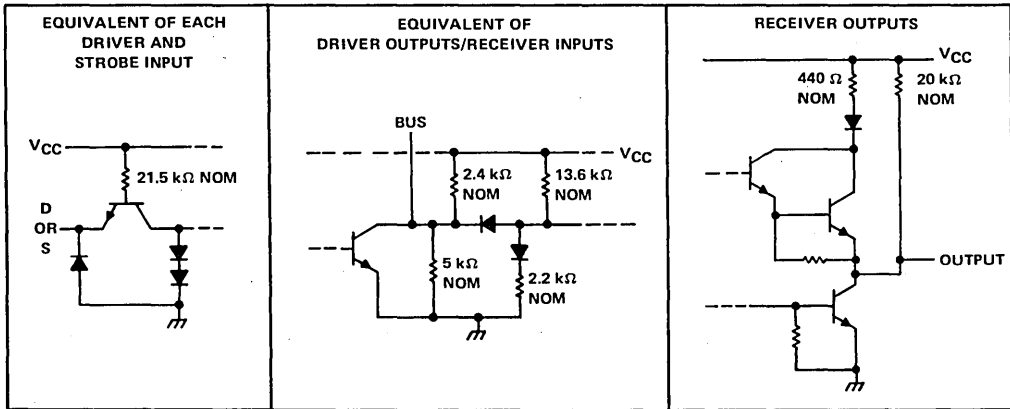 EQUIVALENT OF EACH
DRIVER AND
STROBE INPUT
VCC
21.5 kΩ NOM
D
OR
S
EQUIVALENT OF
DRIVER OUTPUTS/RECEIVER INPUTS
BUS
VCC
2.4 kΩ
NOM
13.6 kΩ
NOM
5 kΩ
NOM
2.2 kΩ
NOM
RECEIVER OUTPUTS
VCC
440 Ω
NOM
20 kΩ
NOM
OUTPUT